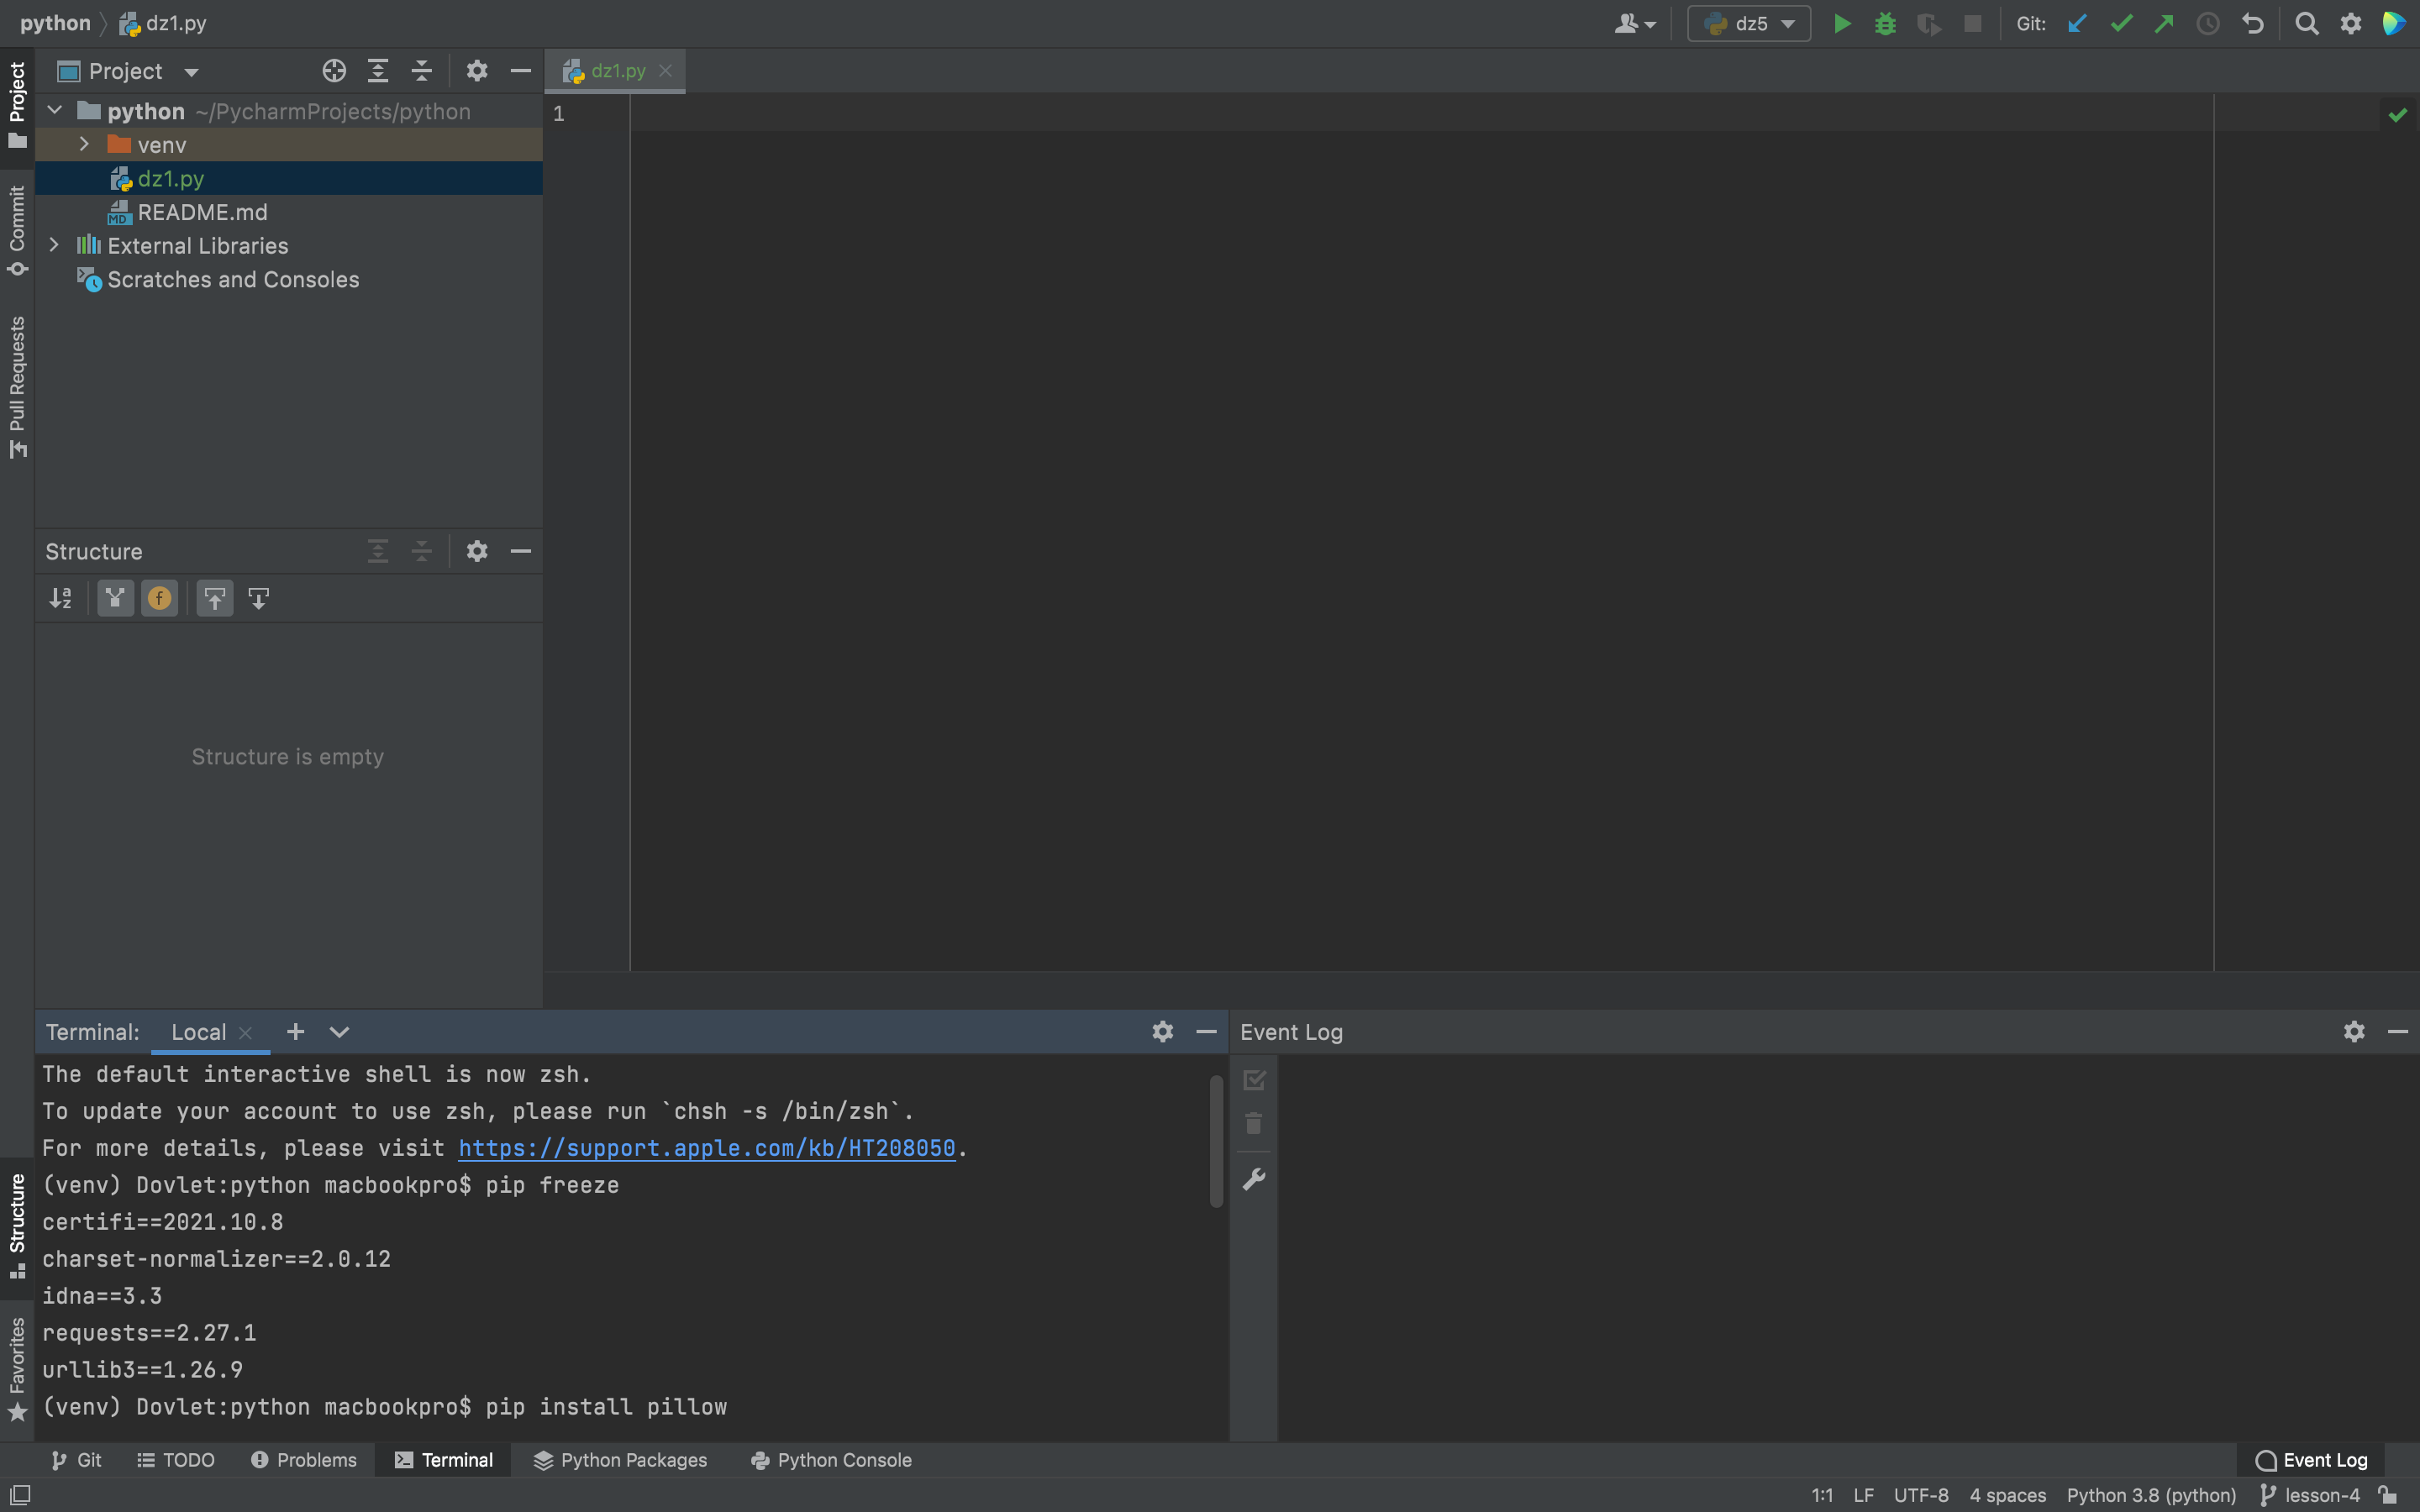 python
dz1.py
dz5
Git:
Project
Commit
Pull Requests
Structure
Favorites
Project
python ~/PycharmProjects/python
venv
dz1.py
README.md
MD
External Libraries
Scratches and Consoles
dz1.py
1
Structure
Structure is empty
Terminal: Local
The default interactive shell is now zsh.
To update your account to use zsh, please run `chsh -s /bin/zsh`.
For more details, please visit https://support.apple.com/kb/HT208050.
(venv) Dovlet:python macbookpro$ pip freeze
certifi==2021.10.8
charset-normalizer==2.0.12
idna==3.3
requests==2.27.1
urllib3==1.26.9
(venv) Dovlet:python macbookpro$ pip install pillow
Event Log
Git TODO Problems Terminal Python Packages Python Console Event Log
1:1 LF UTF-8 4 spaces Python 3.8 (python) lesson-4